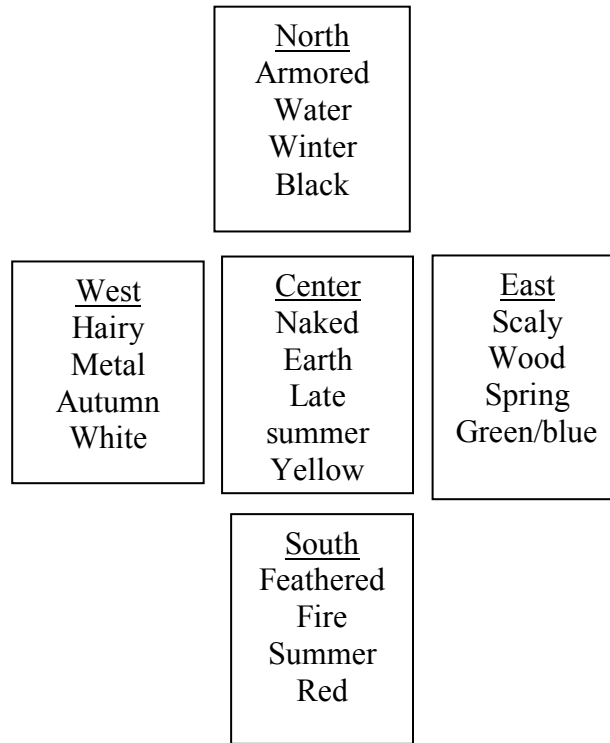 North
Armored
Water
Winter
Black
West
Hairy
Metal
Autumn
White
Center
Naked
Earth
Late
summer
Yellow
East
Scaly
Wood
Spring
Green/blue
South
Feathered
Fire
Summer
Red